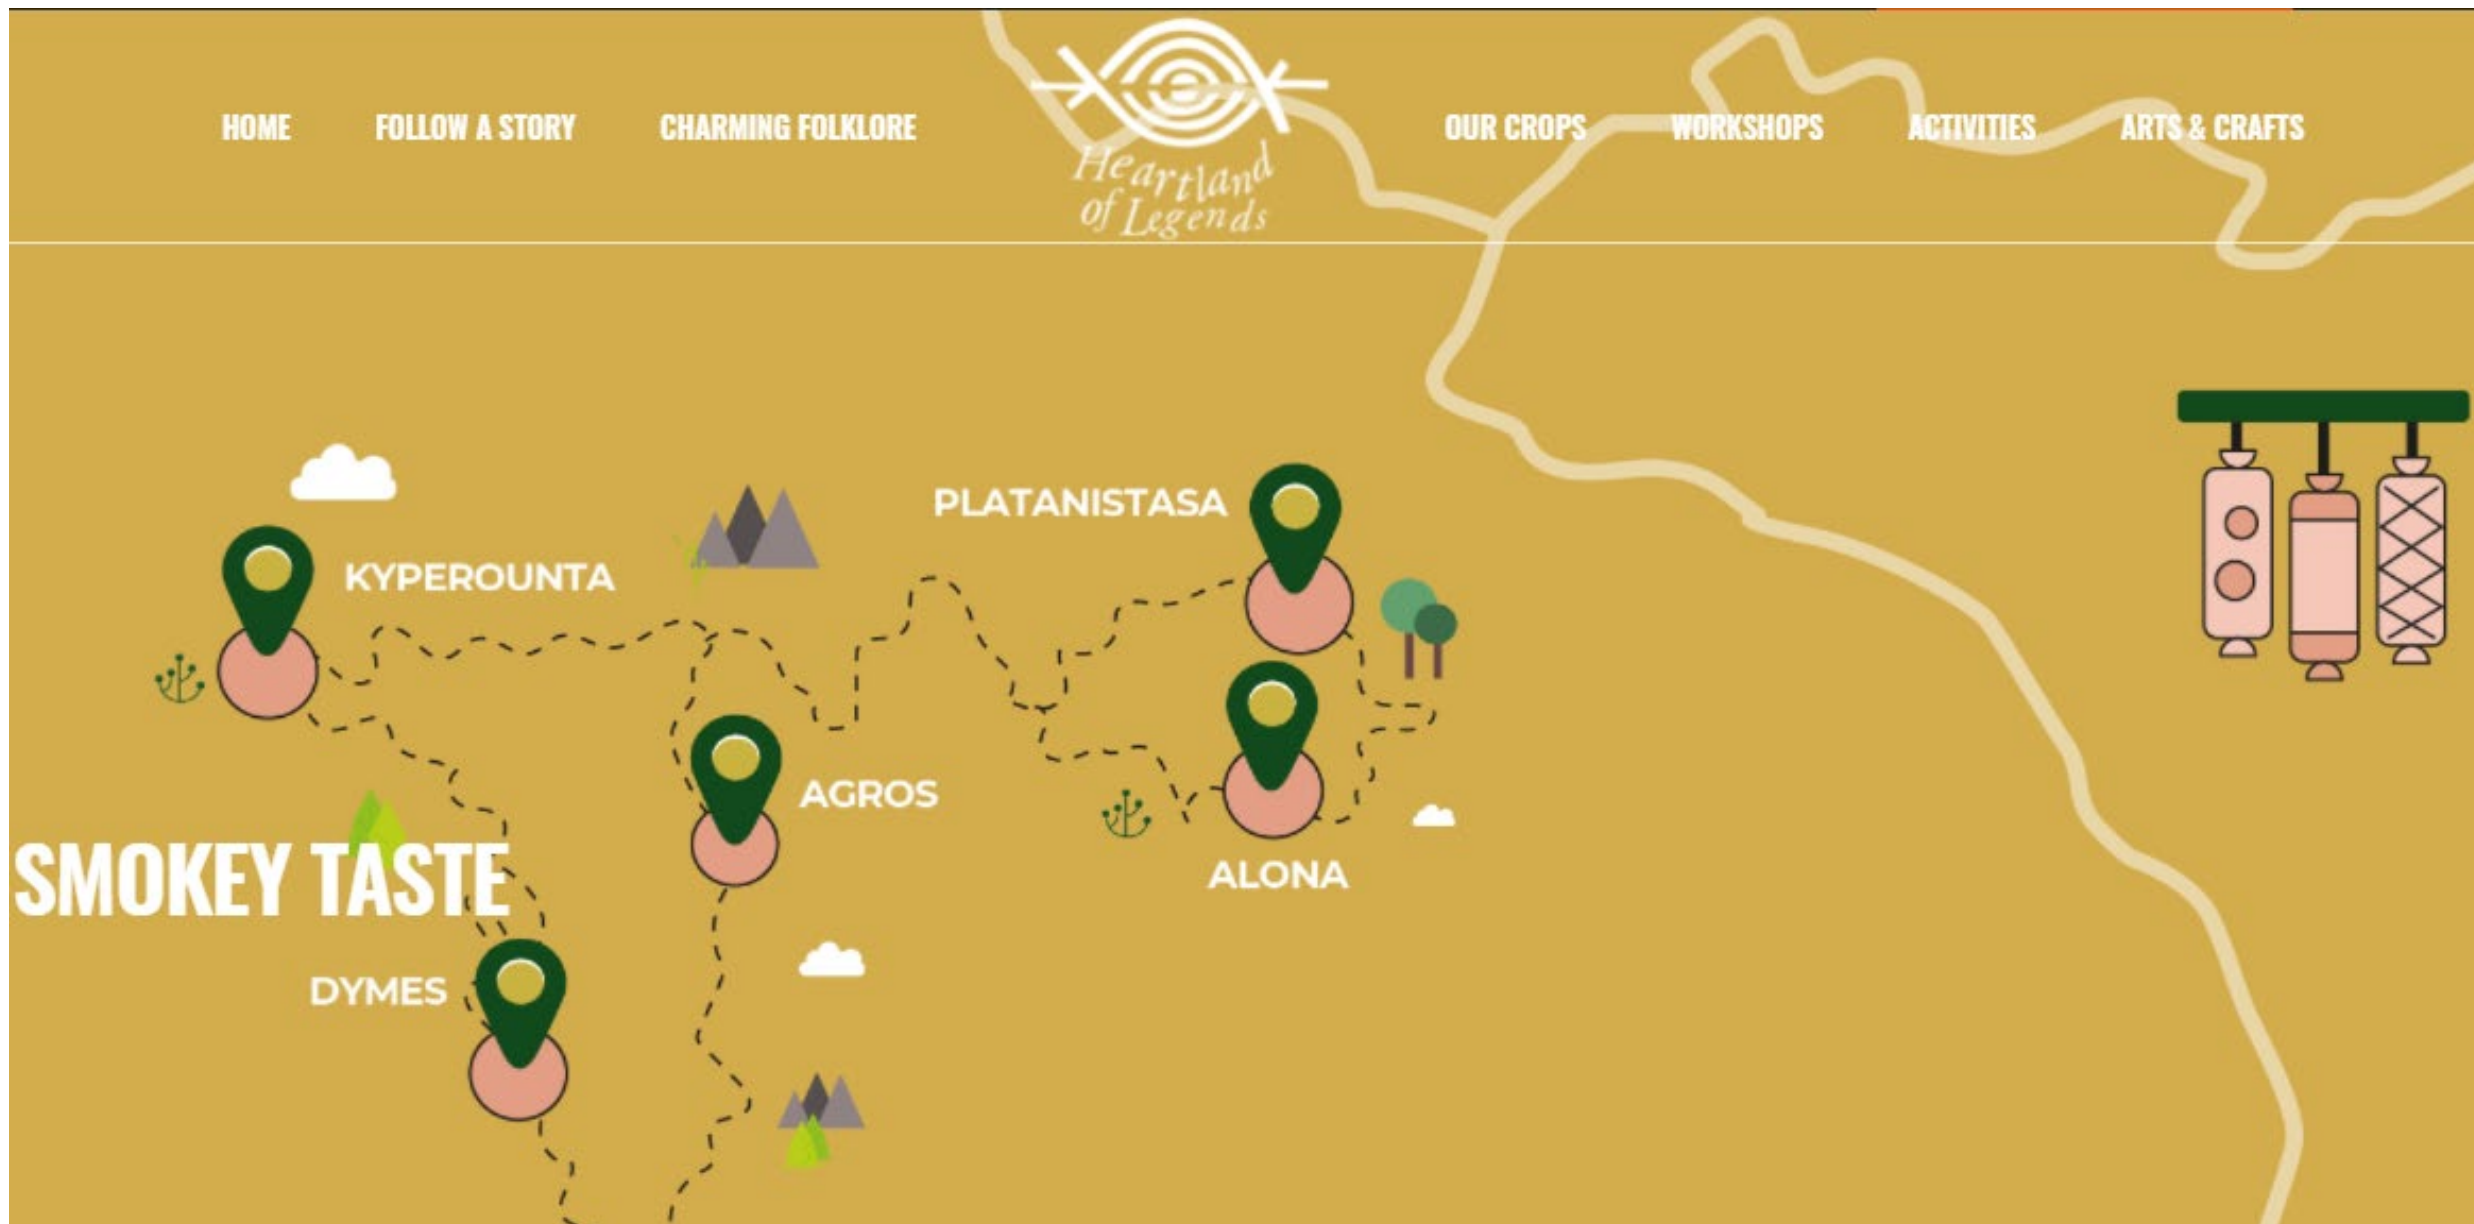 HOME FOLLOW A STORY CHARMING FOLKLORE
Heartland
of Legends
OUR CROPS WORKSHOPS ACTIVITIES ARTS & CRAFTS
PLATANISTASA
KYPEROUNTA
AGROS
SMOKEY TASTE
ALONA
DYMES